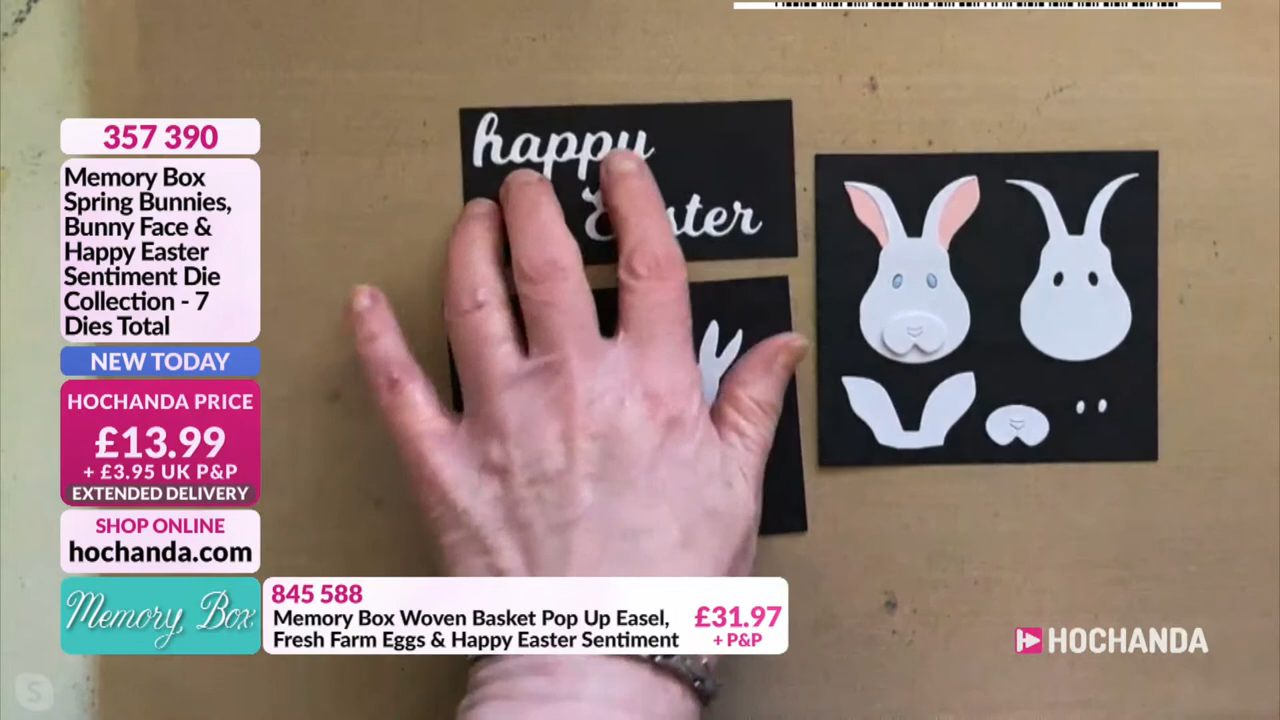 357 390
Memory Box
Spring Bunnies,
Bunny Face &
Happy Easter
Sentiment Die
Collection - 7
Dies Total
NEW TODAY
HOCHANDA PRICE
£13.99
+ £3.95 UK P&P
EXTENDED DELIVERY
SHOP ONLINE
hochanda.com
Memory Box
845 588
Memory Box Woven Basket Pop Up Easel,
Fresh Farm Eggs & Happy Easter Sentiment
£31.97
+ P&P
happy
Easter
HOCHANDA